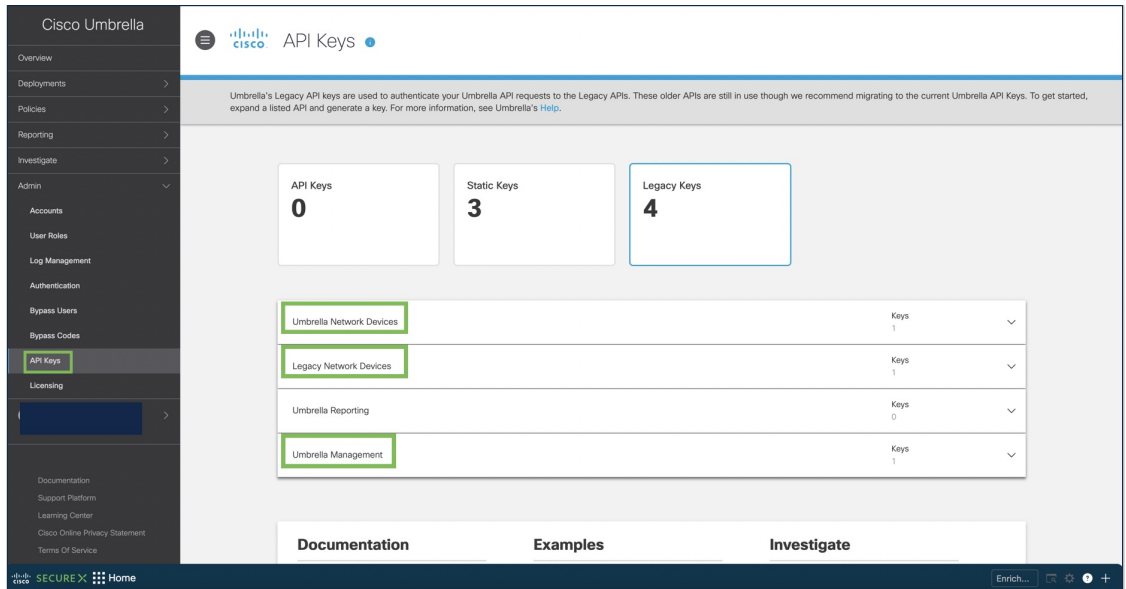 Cisco Umbrella
Overview
Deployments
Policies
Reporting
Investigate
Admin
Accounts
User Roles
Log Management
Authentication
Bypass Users
Bypass Codes
API Keys
Licensing
Documentation
Support Platform
Learning Center
Cisco Online Privacy Statement
Terms Of Service
CISCO API Keys
Umbrella's Legacy API keys are used to authenticate your Umbrella API requests to the Legacy APIs. These older APIs are still in use though we recommend migrating to the current Umbrella API Keys. To get started,
expand a listed API and generate a key. For more information, see Umbrella's Help.
API Keys
0
Static Keys
3
Legacy Keys
4
Umbrella Network Devices
Keys
1
Legacy Network Devices
Keys
1
Umbrella Reporting
Keys
0
Umbrella Management
Keys
1
Documentation Examples Investigate
CISCO SECUREX Home Enrich...